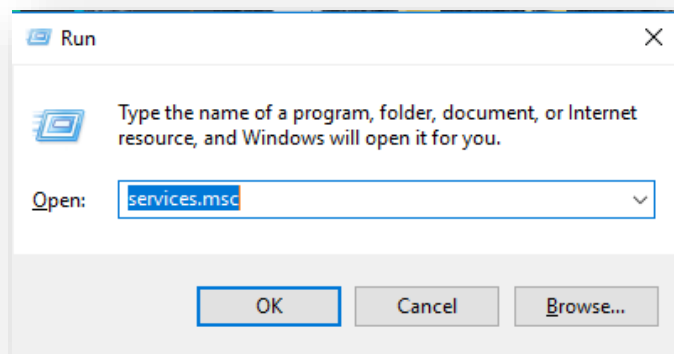 Run
Type the name of a program, folder, document, or Internet
resource, and Windows will open it for you.
Open: services.msc
OK Cancel Browse...